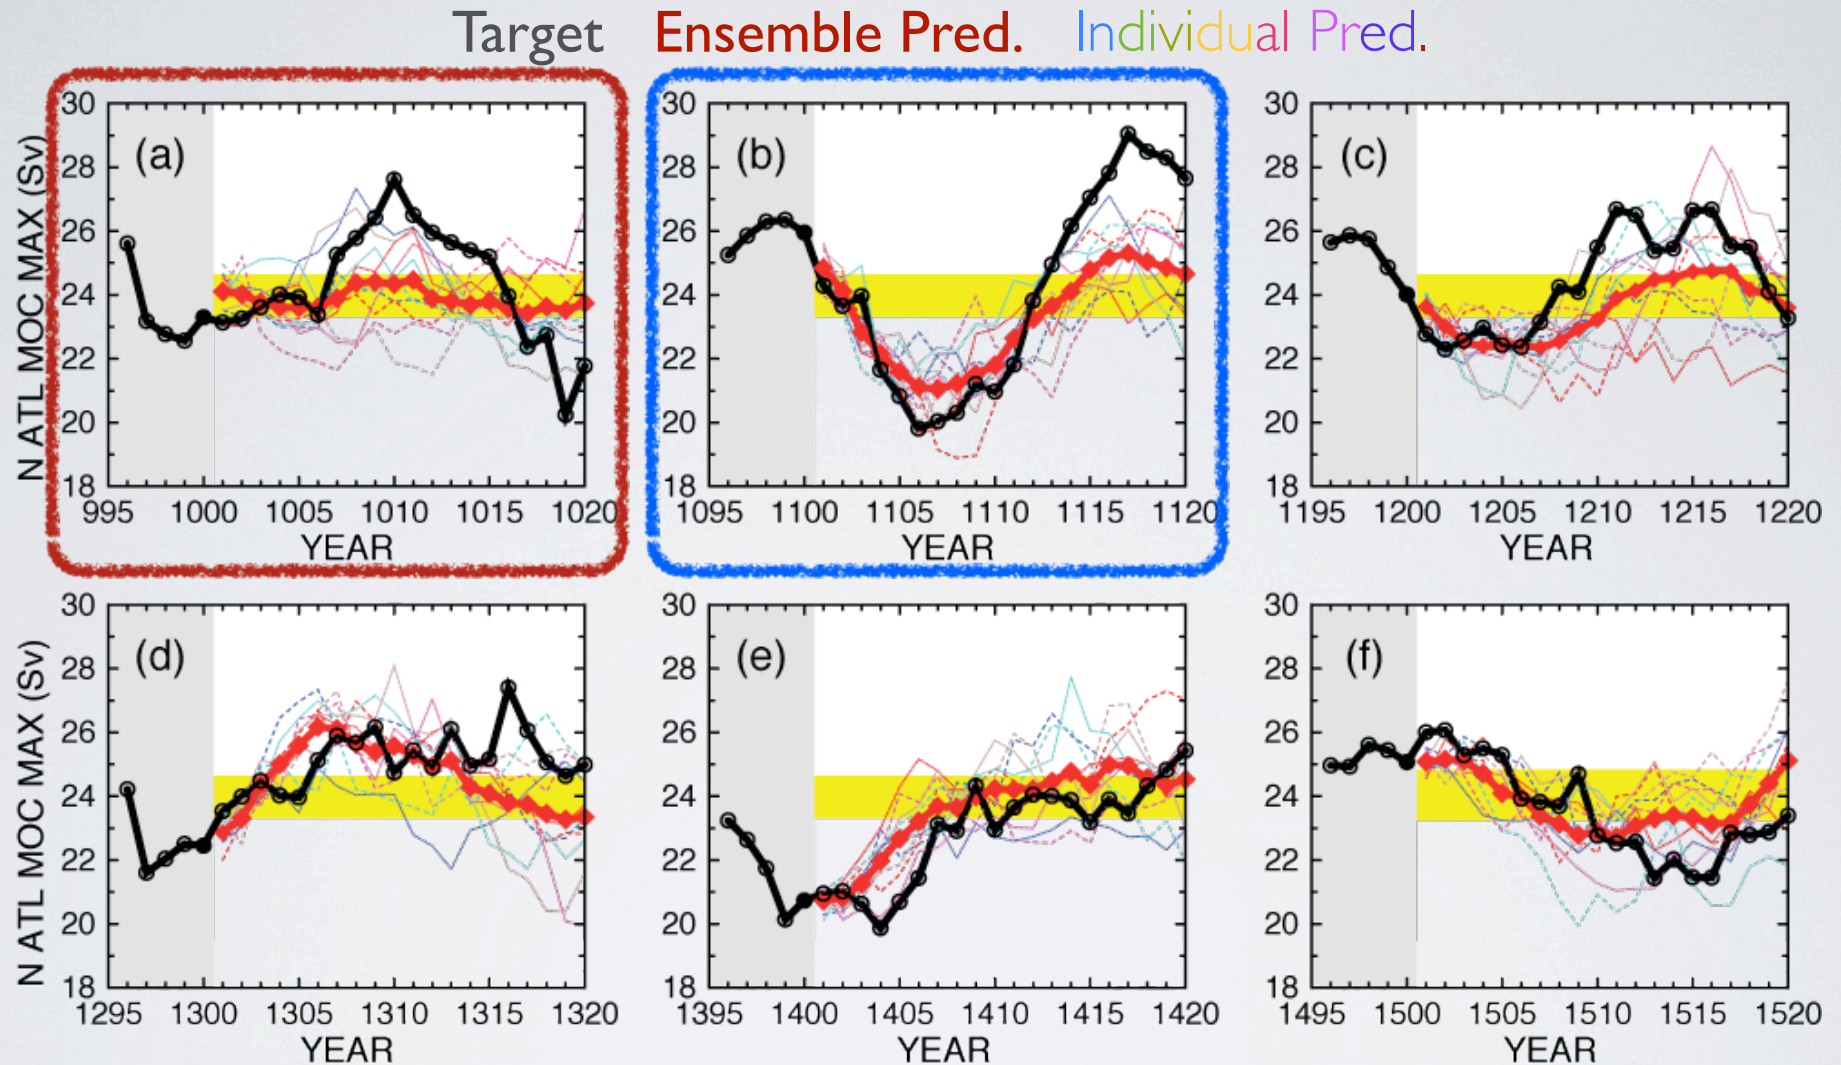 Target Ensemble Pred. Individual Pred.
N ATL MOC MAX (Sv)
30
28
26
24
22
20
18
(a)
995 1000 1005 1010 1015 1020
YEAR
30
28
26
24
22
20
18
(b)
1095 1100 1105 1110 1115 1120
YEAR
30
28
26
24
22
20
18
(c)
1195 1200 1205 1210 1215 1220
YEAR
N ATL MOC MAX (Sv)
30
28
26
24
22
20
18
(d)
1295 1300 1305 1310 1315 1320
YEAR
30
28
26
24
22
20
18
(e)
1395 1400 1405 1410 1415 1420
YEAR
30
28
26
24
22
20
18
(f)
1495 1500 1505 1510 1515 1520
YEAR